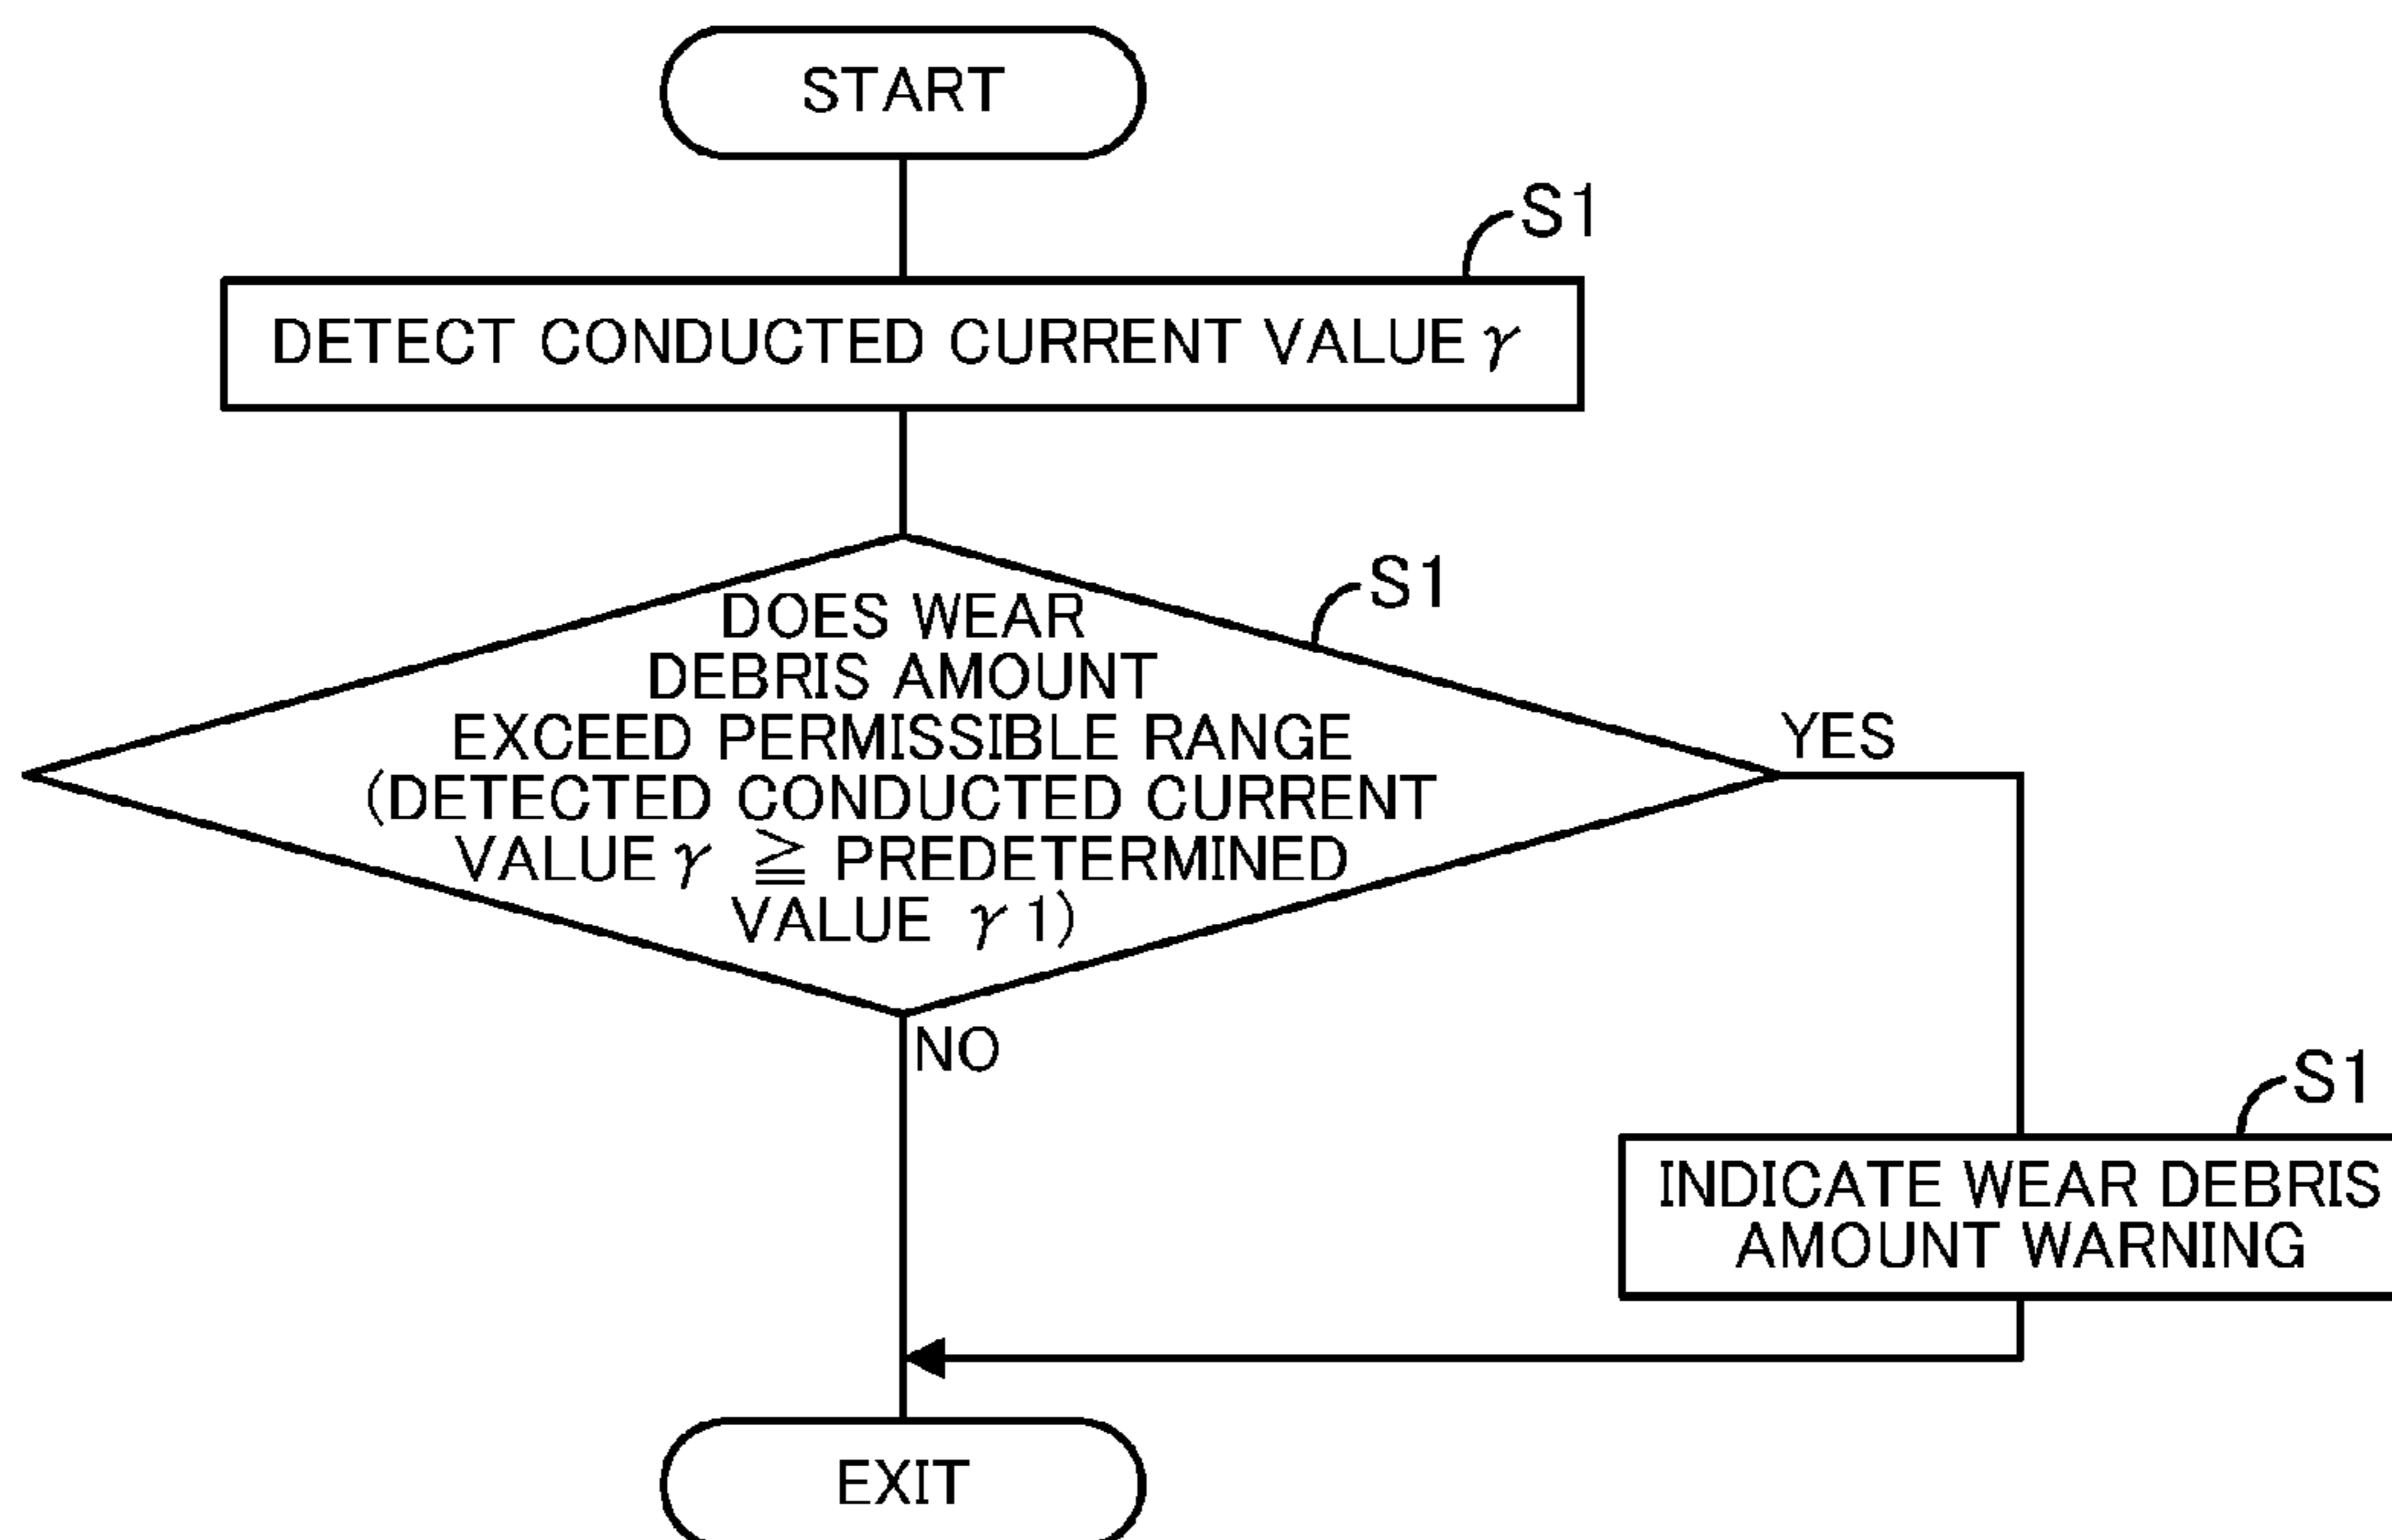 START
S1
DETECT CONDUCTED CURRENT VALUE γ
S1
DOES WEAR
DEBRIS AMOUNT
EXCEED PERMISSIBLE RANGE
(DETECTED CONDUCTED CURRENT
VALUE γ ≧ PREDETERMINED
VALUE γ 1)
YES
NO
S1
INDICATE WEAR DEBRIS
AMOUNT WARNING
EXIT